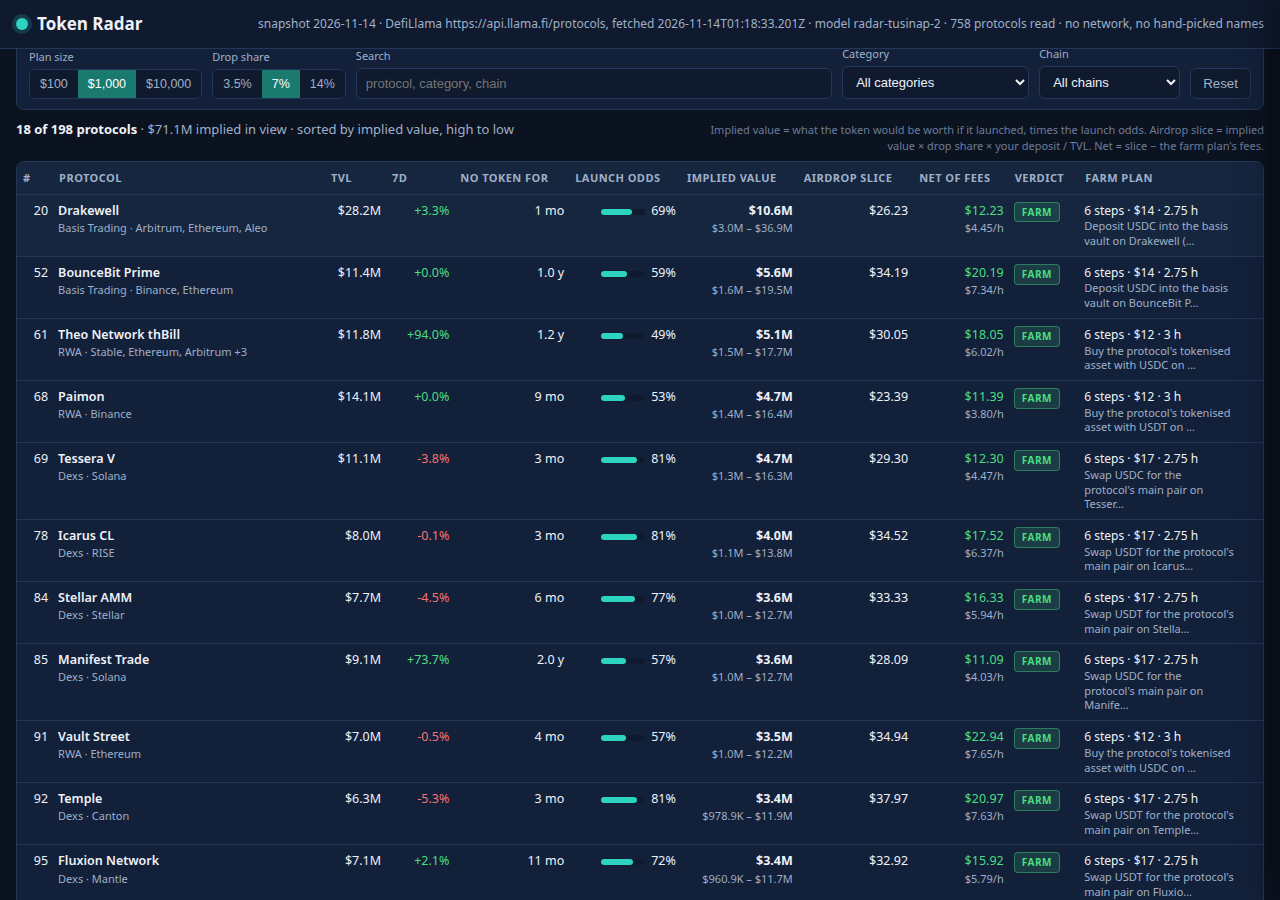 Token Radar
snapshot 2026-11-14 · DefiLlama https://api.llama.fi/protocols, fetched 2026-11-14T01:18:33.201Z · model radar-tusinap-2 · 758 protocols read · no network, no hand-picked names
Plan size
Drop share
Search
Category
Chain
$100 $1,000 $10,000
3.5% 7% 14%
protocol, category, chain
All categories
All chains
Reset
18 of 198 protocols · $71.1M implied in view · sorted by implied value, high to low
Implied value = what the token would be worth if it launched, times the launch odds. Airdrop slice = implied
value × drop share × your deposit / TVL. Net = slice − the farm plan's fees.
# PROTOCOL TVL 7D NO TOKEN FOR LAUNCH ODDS IMPLIED VALUE AIRDROP SLICE NET OF FEES VERDICT FARM PLAN
20 Drakewell $28.2M +3.3% 1 mo 69% $10.6M $26.23 $12.23 FARM 6 steps · $14 · 2.75 h
Basis Trading · Arbitrum, Ethereum, Aleo $3.0M – $36.9M $4.45/h Deposit USDC into the basis
vault on Drakewell (...
52 BounceBit Prime $11.4M +0.0% 1.0 y 59% $5.6M $34.19 $20.19 FARM 6 steps · $14 · 2.75 h
Basis Trading · Binance, Ethereum $1.6M – $19.5M $7.34/h Deposit USDC into the basis
vault on BounceBit P...
61 Theo Network thBill $11.8M +94.0% 1.2 y 49% $5.1M $30.05 $18.05 FARM 6 steps · $12 · 3 h
RWA · Stable, Ethereum, Arbitrum +3 $1.5M – $17.7M $6.02/h Buy the protocol's tokenised
asset with USDC on ...
68 Paimon $14.1M +0.0% 9 mo 53% $4.7M $23.39 $11.39 FARM 6 steps · $12 · 3 h
RWA · Binance $1.4M – $16.4M $3.80/h Buy the protocol's tokenised
asset with USDT on ...
69 Tessera V $11.1M -3.8% 3 mo 81% $4.7M $29.30 $12.30 FARM 6 steps · $17 · 2.75 h
Dexs · Solana $1.3M – $16.3M $4.47/h Swap USDC for the
protocol's main pair on
Tesser...
78 Icarus CL $8.0M -0.1% 3 mo 81% $4.0M $34.52 $17.52 FARM 6 steps · $17 · 2.75 h
Dexs · RISE $1.1M – $13.8M $6.37/h Swap USDT for the protocol's
main pair on Icarus...
84 Stellar AMM $7.7M -4.5% 6 mo 77% $3.6M $33.33 $16.33 FARM 6 steps · $17 · 2.75 h
Dexs · Stellar $1.0M – $12.7M $5.94/h Swap USDT for the protocol's
main pair on Stella...
85 Manifest Trade $9.1M +73.7% 2.0 y 57% $3.6M $28.09 $11.09 FARM 6 steps · $17 · 2.75 h
Dexs · Solana $1.0M – $12.7M $4.03/h Swap USDC for the
protocol's main pair on
Manife...
91 Vault Street $7.0M -0.5% 4 mo 57% $3.5M $34.94 $22.94 FARM 6 steps · $12 · 3 h
RWA · Ethereum $1.0M – $12.2M $7.65/h Buy the protocol's tokenised
asset with USDC on ...
92 Temple $6.3M -5.3% 3 mo 81% $3.4M $37.97 $20.97 FARM 6 steps · $17 · 2.75 h
Dexs · Canton $978.9K – $11.9M $7.63/h Swap USDT for the protocol's
main pair on Temple...
95 Fluxion Network $7.1M +2.1% 11 mo 72% $3.4M $32.92 $15.92 FARM 6 steps · $17 · 2.75 h
Dexs · Mantle $960.9K – $11.7M $5.79/h Swap USDT for the protocol's
main pair on Fluxio...